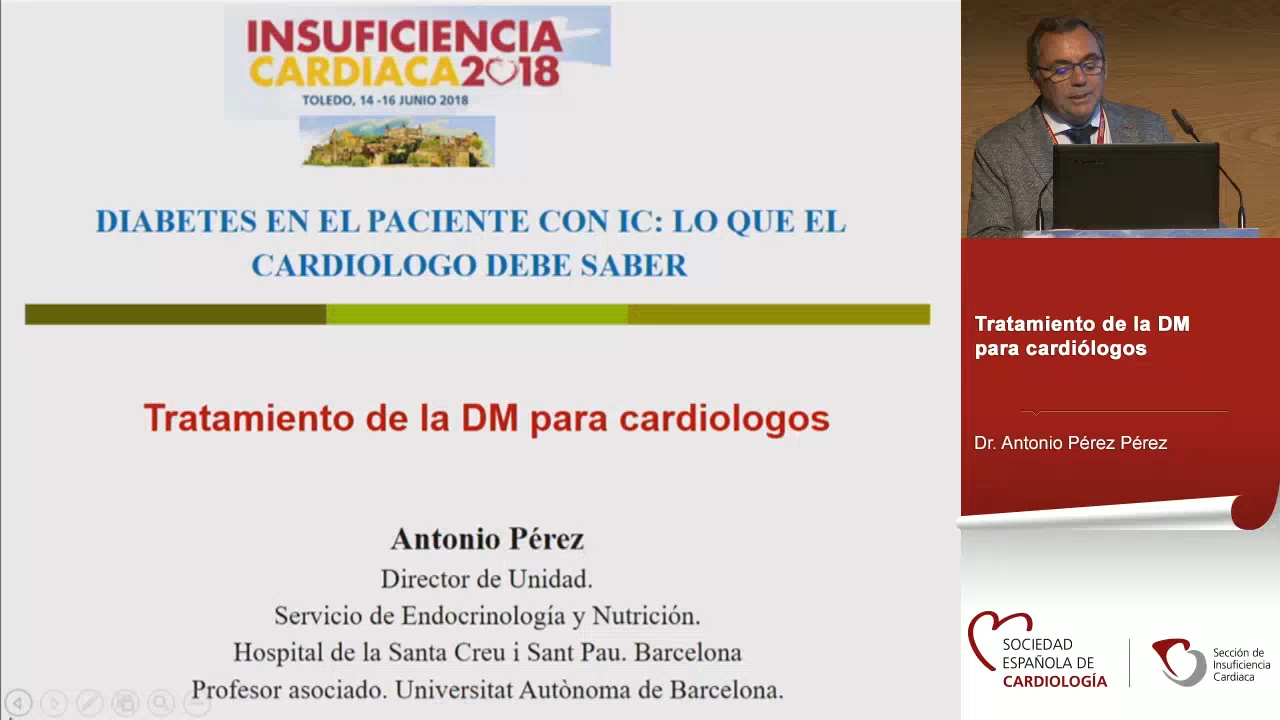 INSUFICIENCIA
CARDIACA2018
TOLEDO, 14 -16 JUNIO 2018
DIABETES EN EL PACIENTE CON IC: LO QUE EL
CARDIOLOGO DEBE SABER
Tratamiento de la DM para cardiologos
Antonio Pérez
Director de Unidad.
Servicio de Endocrinología y Nutrición.
Hospital de la Santa Creu i Sant Pau. Barcelona
Profesor asociado. Universitat Autònoma de Barcelona.
Tratamiento de la DM
para cardiólogos
Dr. Antonio Pérez Pérez
SOCIEDAD
ESPAÑOLA DE
CARDIOLOGÍA
Sección de
Insuficiencia
Cardiaca